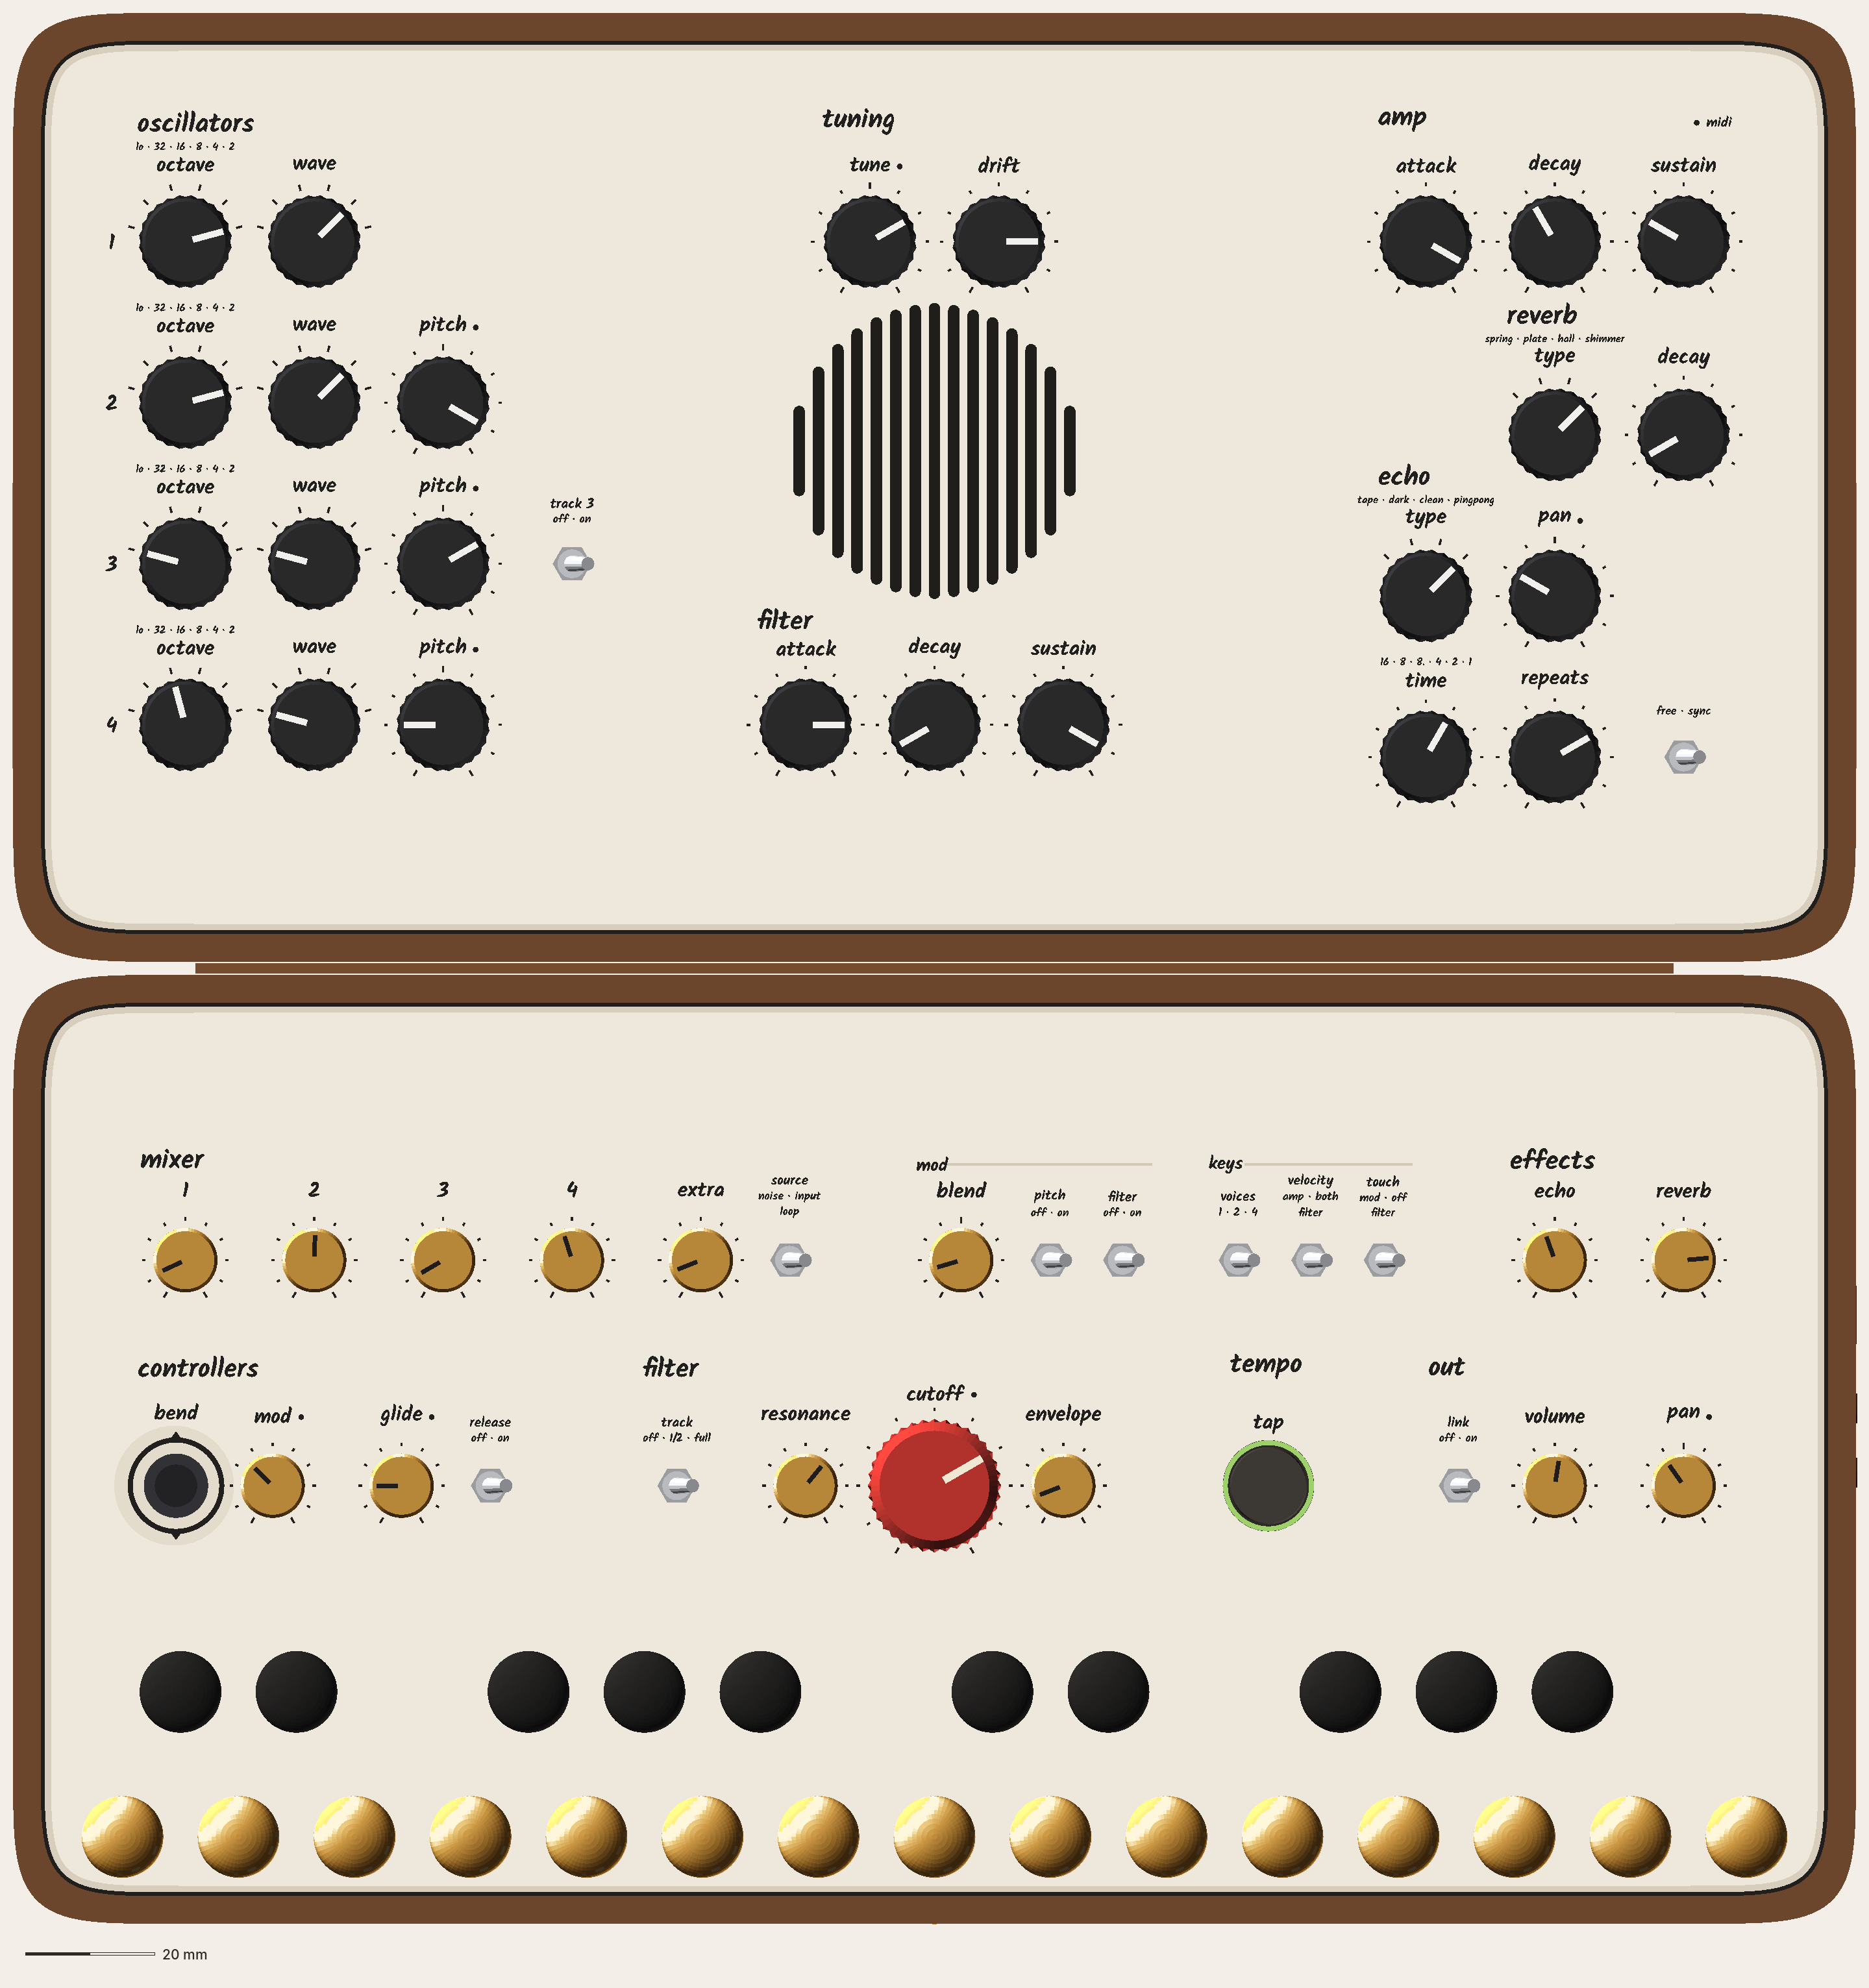 oscillators
lo · 32 · 16 · 8 · 4 · 2
octave
wave
1
lo · 32 · 16 · 8 · 4 · 2
octave
wave
pitch •
2
lo · 32 · 16 · 8 · 4 · 2
octave
wave
pitch •
3
track 3
off · on
lo · 32 · 16 · 8 · 4 · 2
octave
wave
pitch •
4
tuning
tune •
drift
filter
attack
decay
sustain
amp
• midi
attack
decay
sustain
reverb
spring · plate · hall · shimmer
type
decay
echo
tape · dark · clean · pingpong
type
pan •
16 · 8 · 8. · 4 · 2 · 1
time
repeats
free · sync
mixer
1
2
3
4
extra
source
noise · input
loop
mod
blend
pitch
off · on
filter
off · on
keys
voices
1 · 2 · 4
velocity
amp · both
filter
touch
mod · off
filter
effects
echo
reverb
controllers
bend
mod •
glide •
release
off · on
filter
track
off · 1/2 · full
resonance
cutoff •
envelope
tempo
tap
out
link
off · on
volume
pan •
20 mm